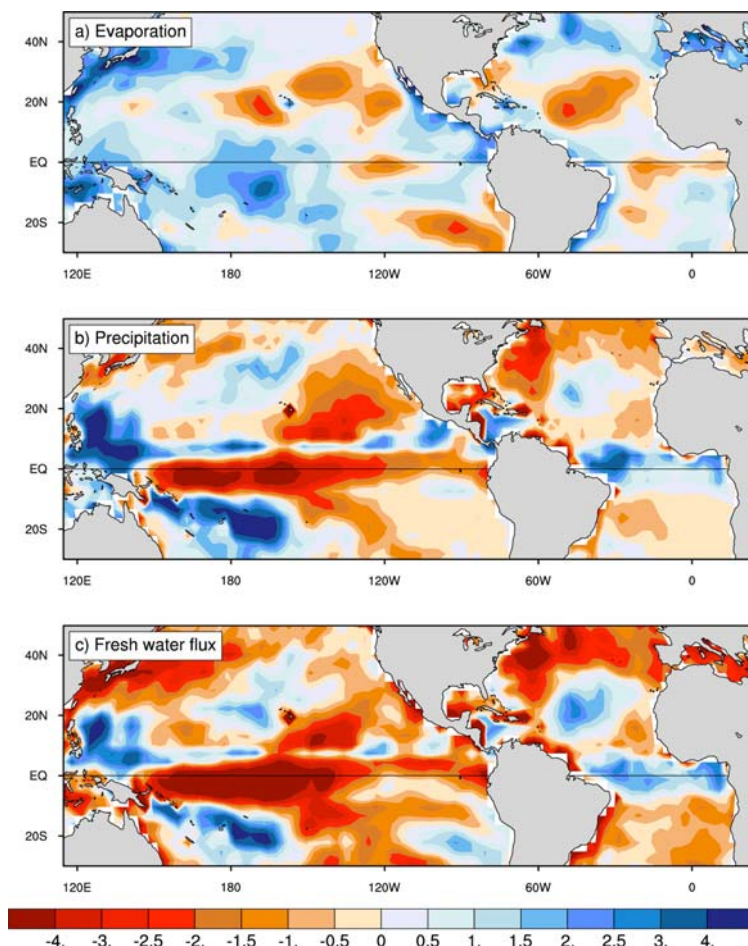 a) Evaporation
40N
20N
EQ
20S
120E 180 120W 60W 0
b) Precipitation
40N
20N
EQ
20S
120E 180 120W 60W 0
c) Fresh water flux
40N
20N
EQ
20S
120E 180 120W 60W 0
-4. -3. -2.5 -2. -1.5 -1. -0.5 0 0.5 1. 1.5 2. 2.5 3. 4.